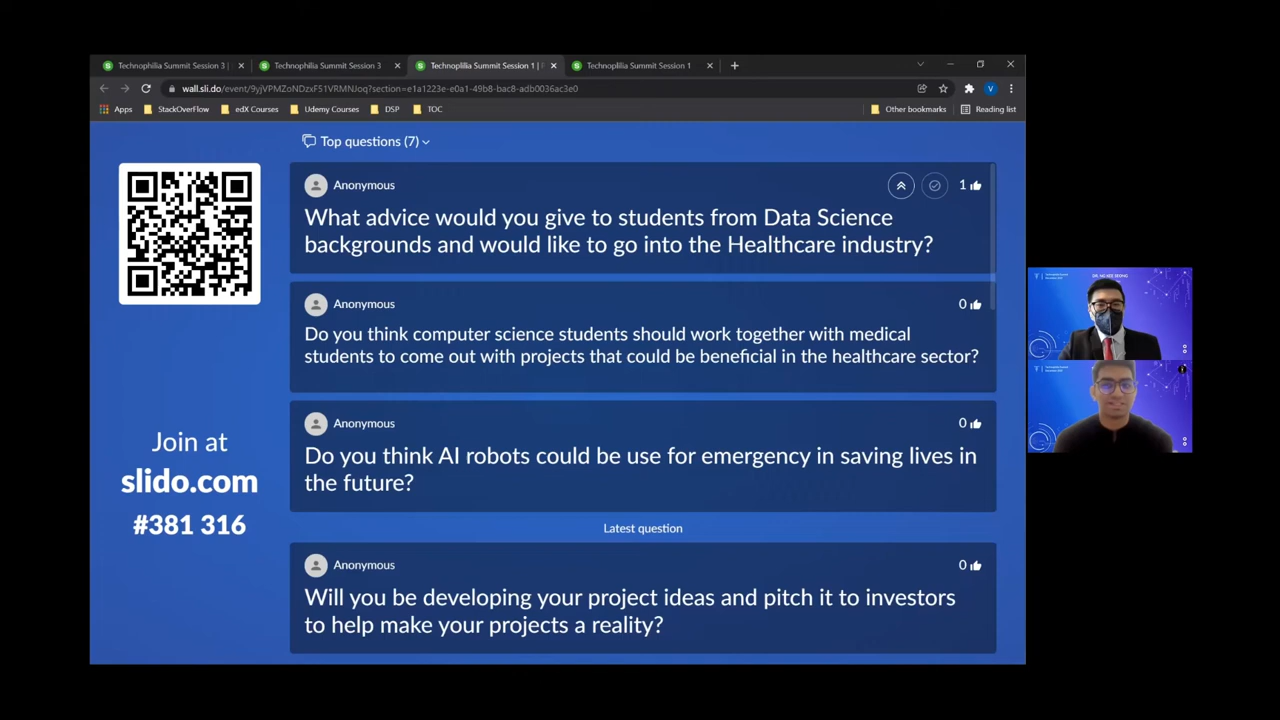 Technophilia Summit Session 3 |
Technophilia Summit Session 3
Technoplilia Summit Session 1 | P
Technoplilia Summit Session 1
wall.sli.do/event/9yjVPMZoNDzxF51VRMNJoq?section=e1a1223e-e0a1-49b8-bac8-adb0036ac3e0
Apps
StackOverFlow
edX Courses
Udemy Courses
DSP
TOC
Other bookmarks
Reading list
V
Top questions (7)
Anonymous
1
What advice would you give to students from Data Science
backgrounds and would like to go into the Healthcare industry?
Anonymous
0
Do you think computer science students should work together with medical
students to come out with projects that could be beneficial in the healthcare sector?
Anonymous
0
Do you think AI robots could be use for emergency in saving lives in
the future?
Latest question
Anonymous
0
Will you be developing your project ideas and pitch it to investors
to help make your projects a reality?
Join at
slido.com
#381 316